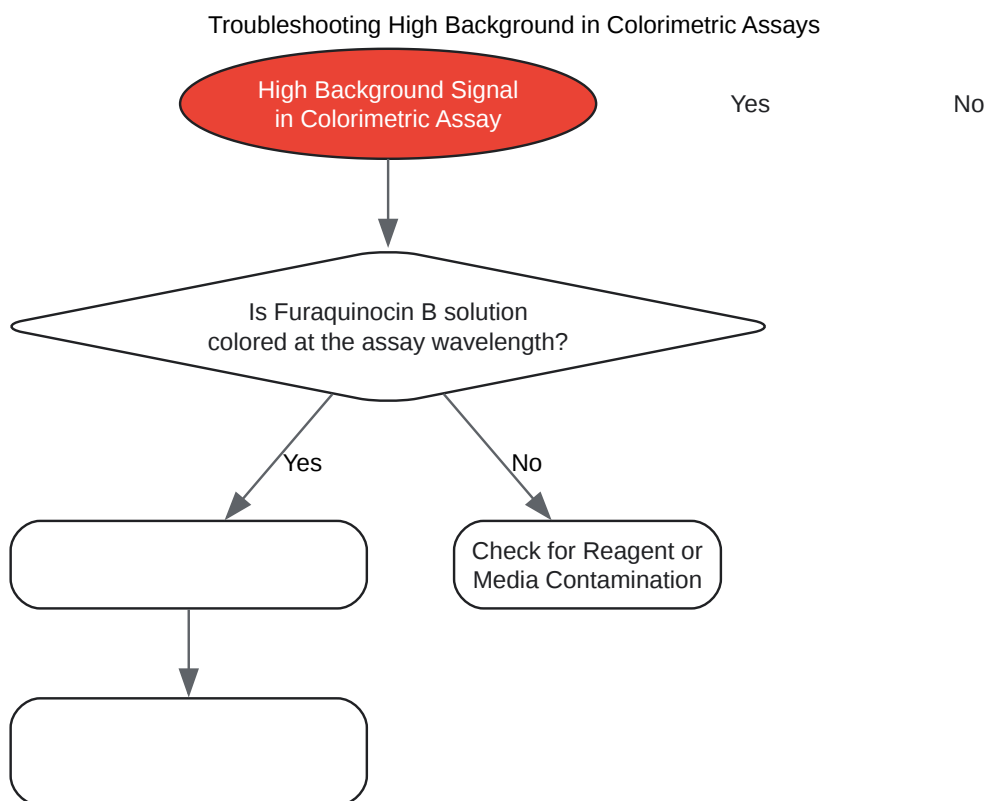 Troubleshooting High Background in Colorimetric Assays
High Background Signal
in Colorimetric Assay
Yes
No
Is Furaquinocin B solution
colored at the assay wavelength?
Yes
No
Check for Reagent or
Media Contamination